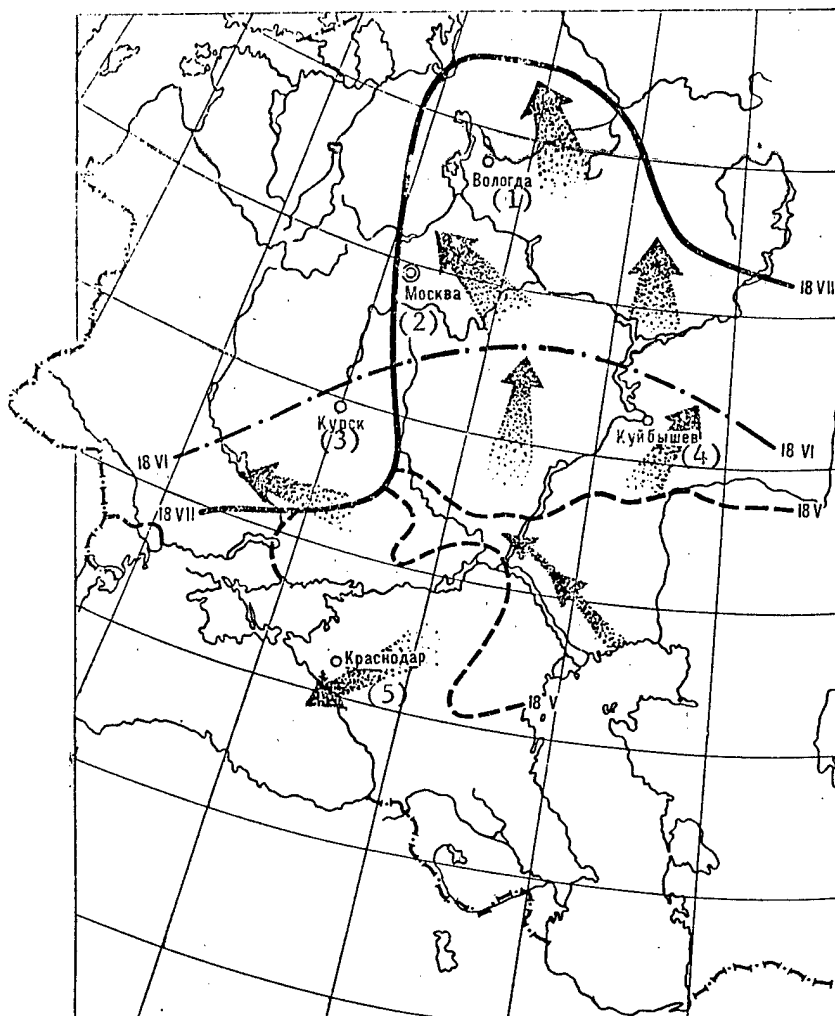 Вологда
(1)
18 VII
Москва
(2)
Курск
(3)
Куйбышев
(4)
18 VI
18 VI
18 VII
18 V
Краснодар
(5)
18 V